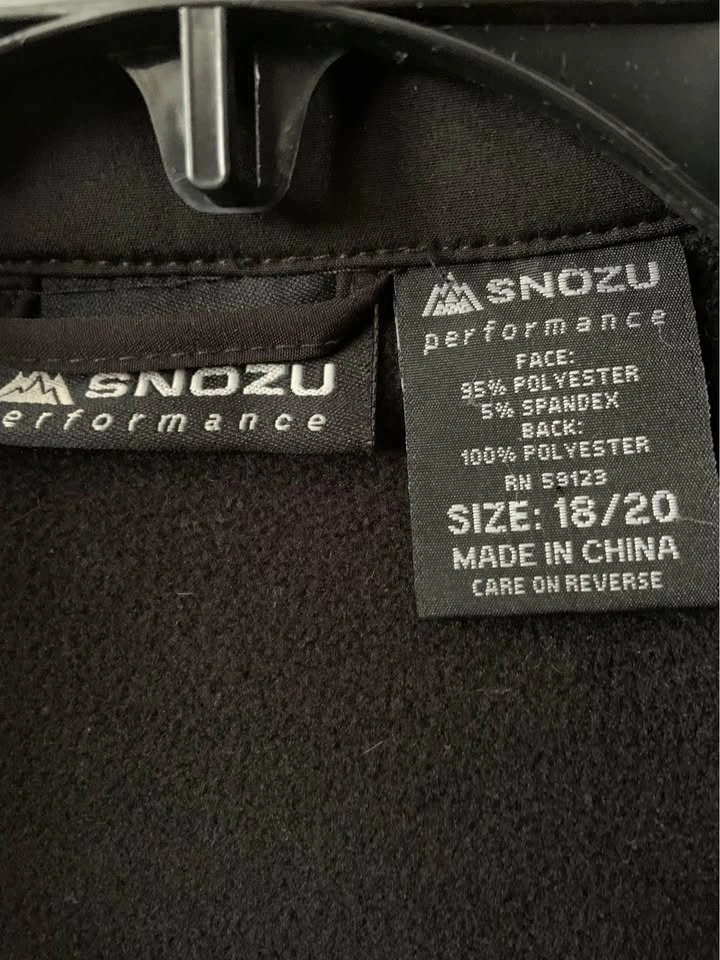 SNOZU
erformance
SNOZU
performance
FACE:
95% POLYESTER
5% SPANDEX
BACK:
100% POLYESTER
RN 59123
SIZE: 18/20
MADE IN CHINA
CARE ON REVERSE